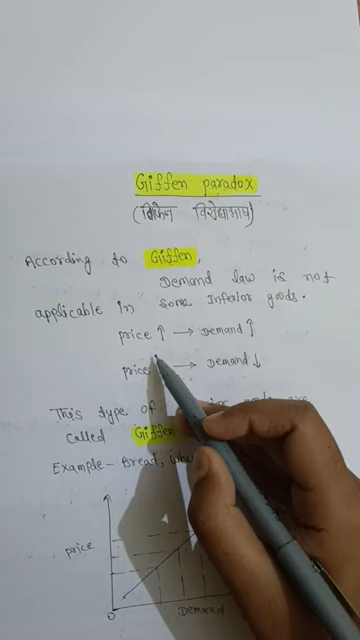 Giffen paradox
(गिफिन विरोधाभाष)
According to Giffen,
Demand law is not
applicable in some Inferior goods.
price ↑ → Demand ↑
price → Demand ↓
This type of
called Giffen
Example - Bread,
price
O
Demand